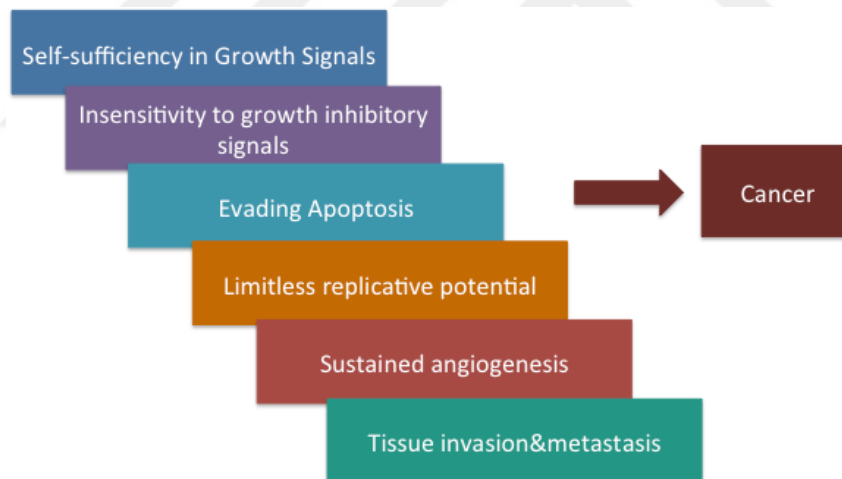 Self-sufficiency in Growth Signals
Insensitivity to growth inhibitory
signals
Evading Apoptosis
Cancer
Limitless replicative potential
Sustained angiogenesis
Tissue invasion&metastasis